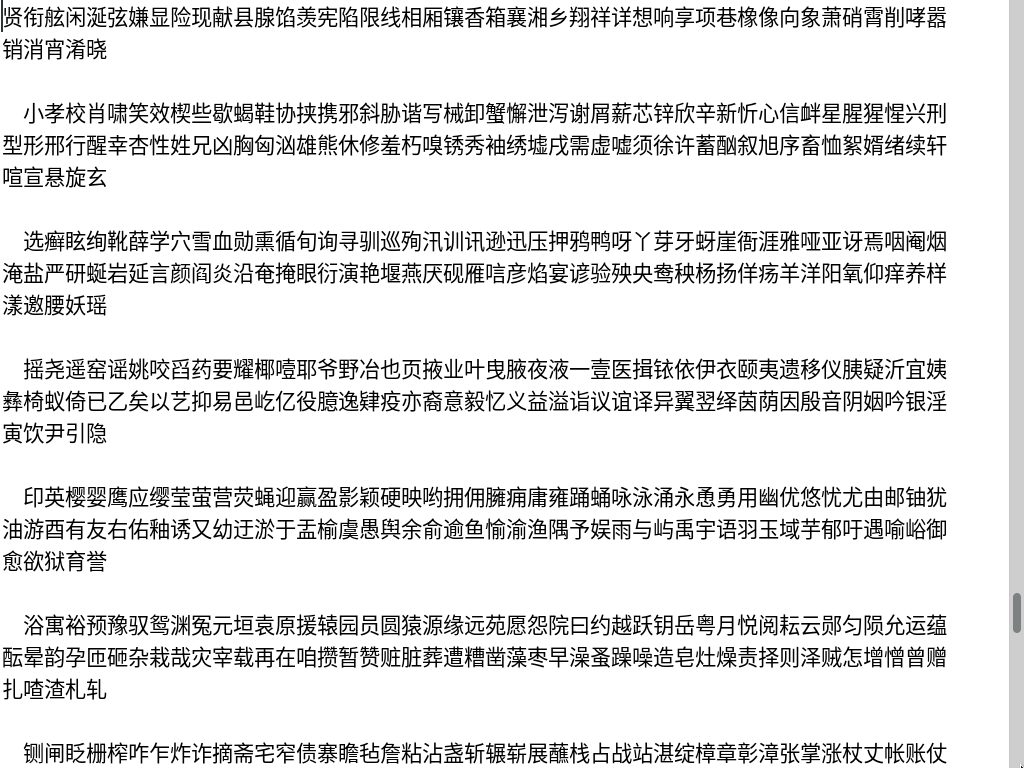 贤衔舷闲涎弦嫌显险现献县腺馅羡宪陷限线相厢镶香箱襄湘乡翔祥详想响享项巷橡像向象萧硝霄削哮嚣
销消宵淆晓
小孝校肖啸笑效楔些歇蝎鞋协挟携邪斜胁谐写械卸蟹懈泄泻谢屑薪芯锌欣辛新忻心信衅星腥猩惺兴刑
型形邢行醒幸杏性姓兄凶胸匈汹雄熊休修羞朽嗅锈秀袖绣墟戌需虚嘘须徐许蓄酗叙旭序畜恤絮婿绪续轩
喧宣悬旋玄
选癣眩绚靴薛学穴雪血勋熏循旬询寻驯巡殉汛训讯逊迅压押鸦鸭呀丫芽牙蚜崖衙涯雅哑亚讶焉咽阉烟
淹盐严研蜒岩延言颜阎炎沿奄掩眼衍演艳堰燕厌砚雁唁彦焰宴谚验殃央鸯秧杨扬佯疡羊洋阳氧仰痒养样
漾邀腰妖瑶
摇尧遥窑谣姚咬舀药要耀椰噎耶爷野冶也页掖业叶曳腋夜液一壹医揖铱依伊衣颐夷遗移仪胰疑沂宜姨
彝椅蚁倚已乙矣以艺抑易邑屹亿役臆逸肄疫亦裔意毅忆义益溢诣议谊译异翼翌绎茵荫因殷音阴姻吟银淫
寅饮尹引隐
印英樱婴鹰应缨莹萤营荧蝇迎赢盈影颖硬映哟拥佣臃痈庸雍踊蛹咏泳涌永恿勇用幽优悠忧尤由邮铀犹
油游酉有友右佑釉诱又幼迂淤于盂榆虞愚舆余俞逾鱼愉渝渔隅予娱雨与屿禹宇语羽玉域芋郁吁遇喻峪御
愈欲狱育誉
浴寓裕预豫驭鸳渊冤元垣袁原援辕园员圆猿源缘远苑愿怨院曰约越跃钥岳粤月悦阅耘云郧匀陨允运蕴
酝晕韵孕匝砸杂栽哉灾宰载再在咱攒暂赞赃脏葬遭糟凿藻枣早澡蚤躁噪造皂灶燥责择则泽贼怎增憎曾赠
扎喳渣札轧
铡闸眨栅榨咋乍炸诈摘斋宅窄债寨瞻毡詹粘沾盏斩辗崭展蘸栈占战站湛绽樟章彰漳张掌涨杖丈帐账仗